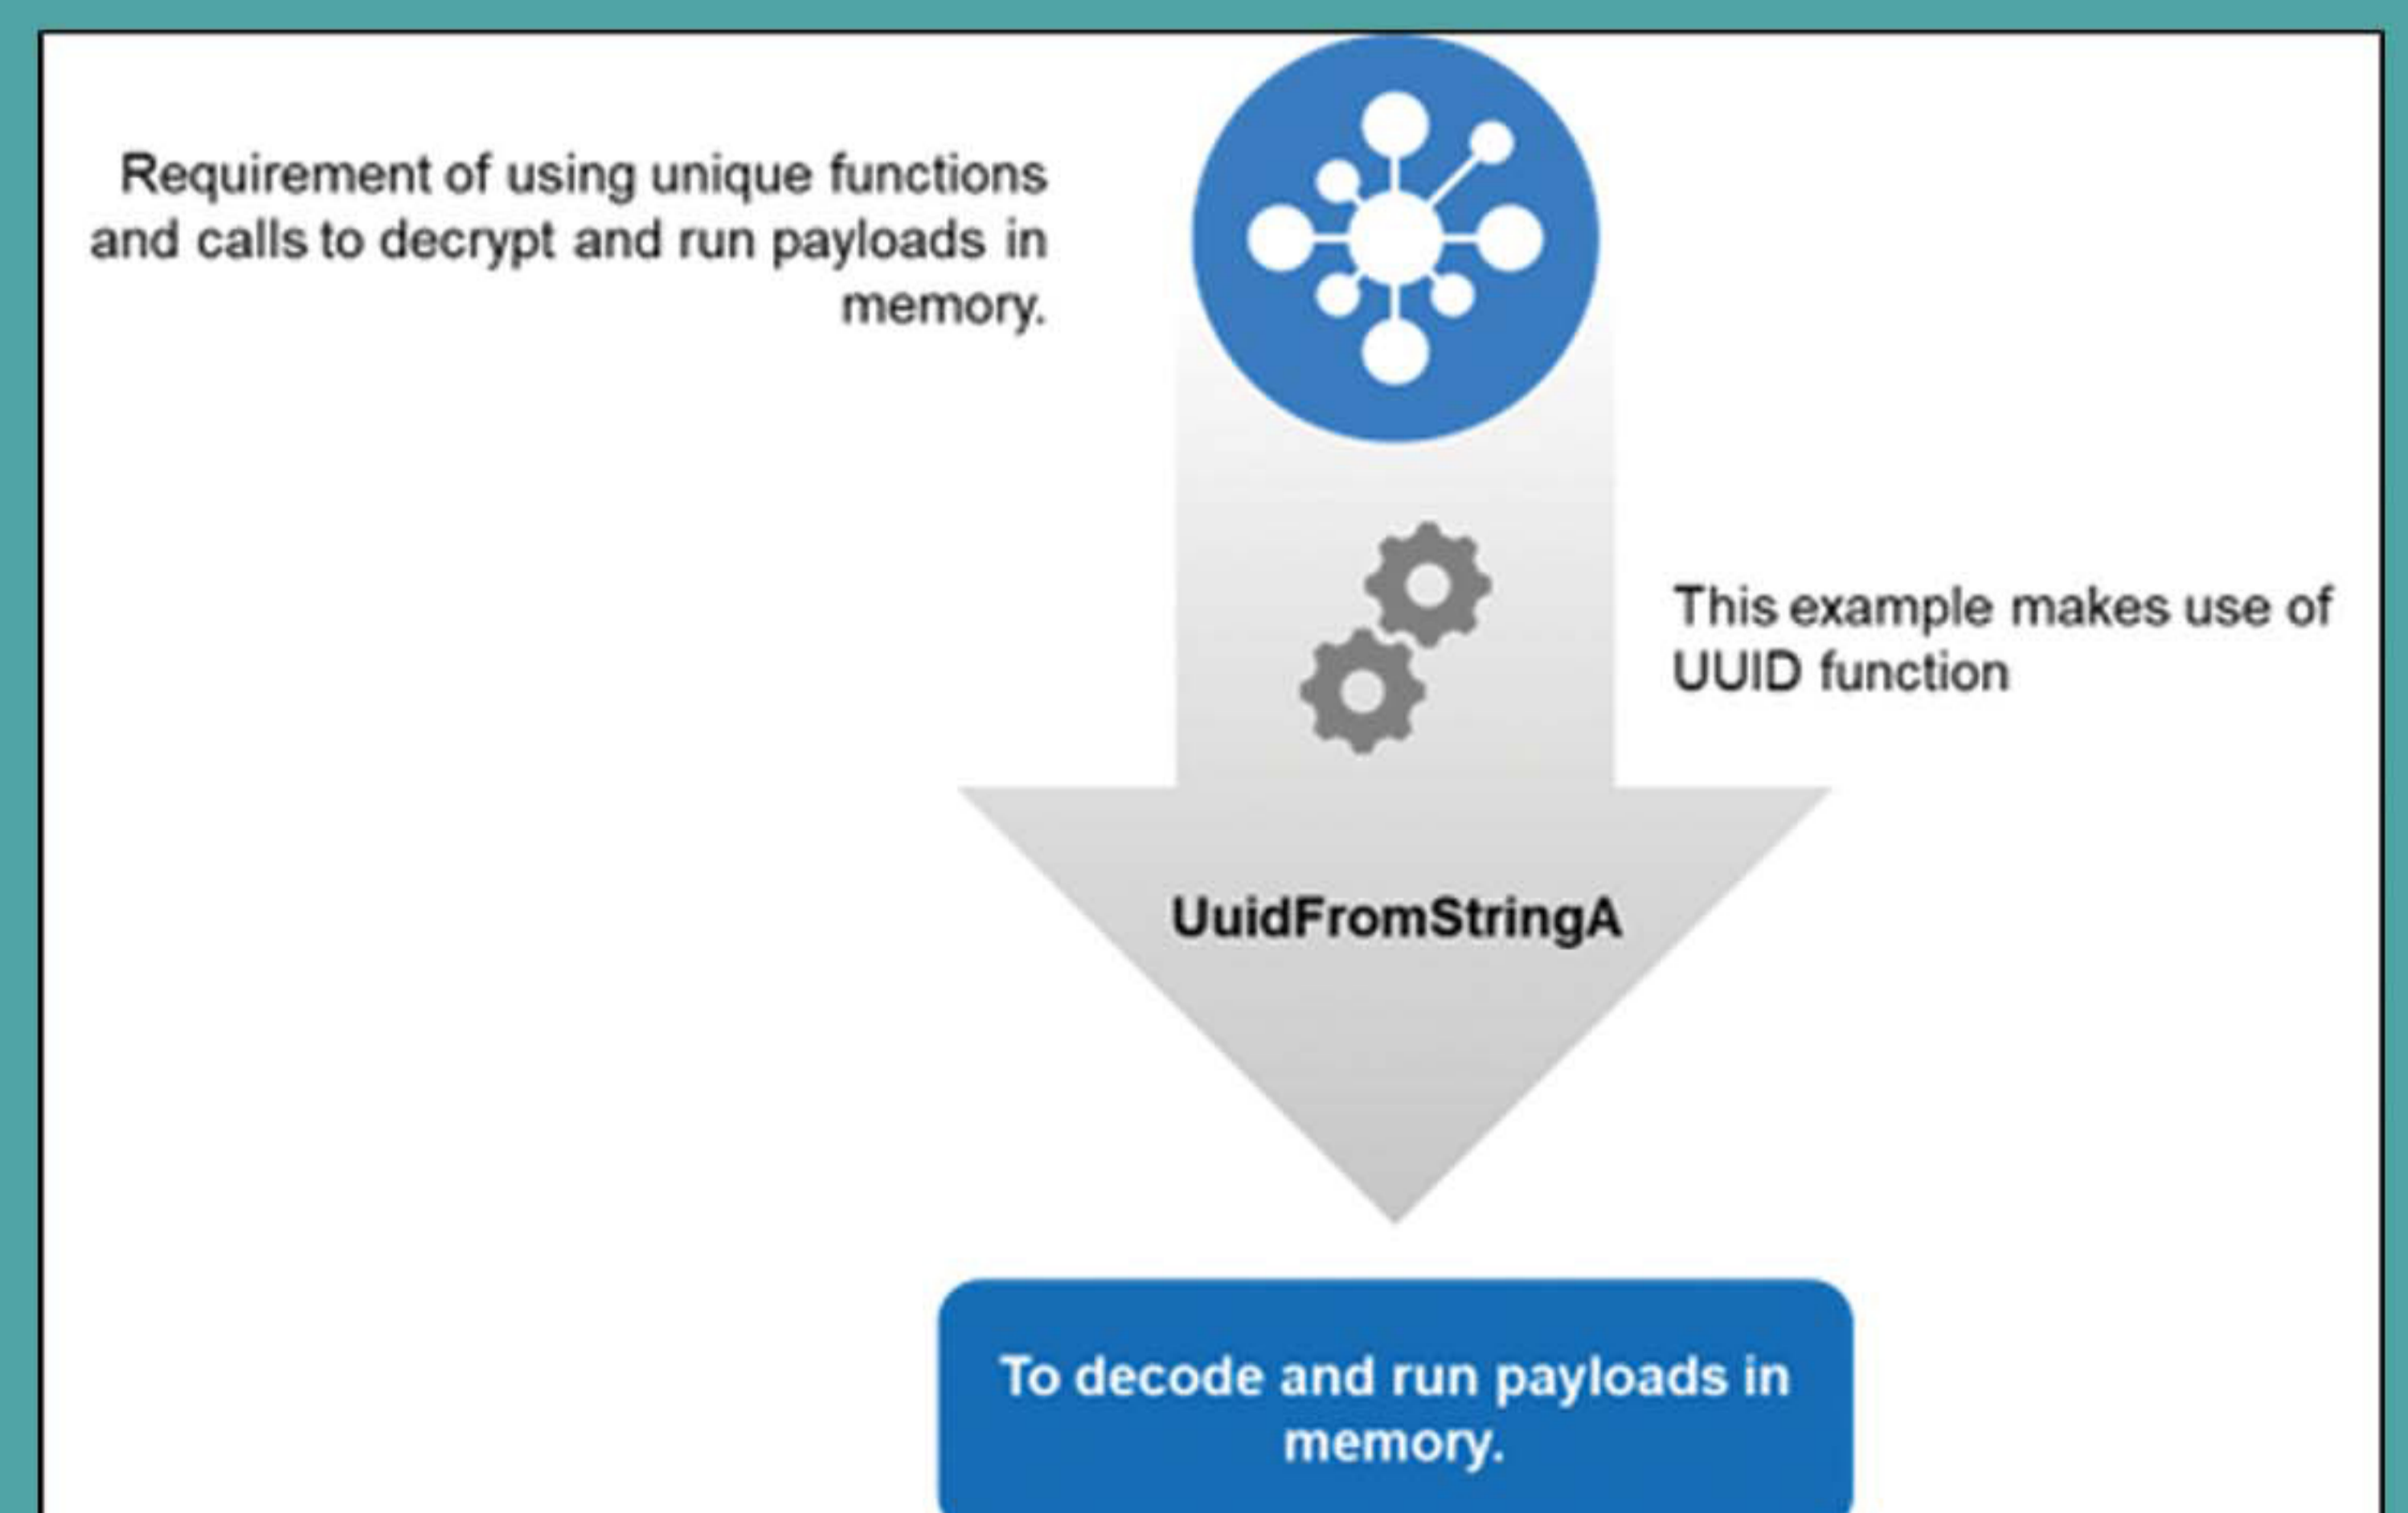 Requirement of using unique functions
and calls to decrypt and run payloads in
memory.
This example makes use of
UUID function
UuidFromStringA
To decode and run payloads in
memory.